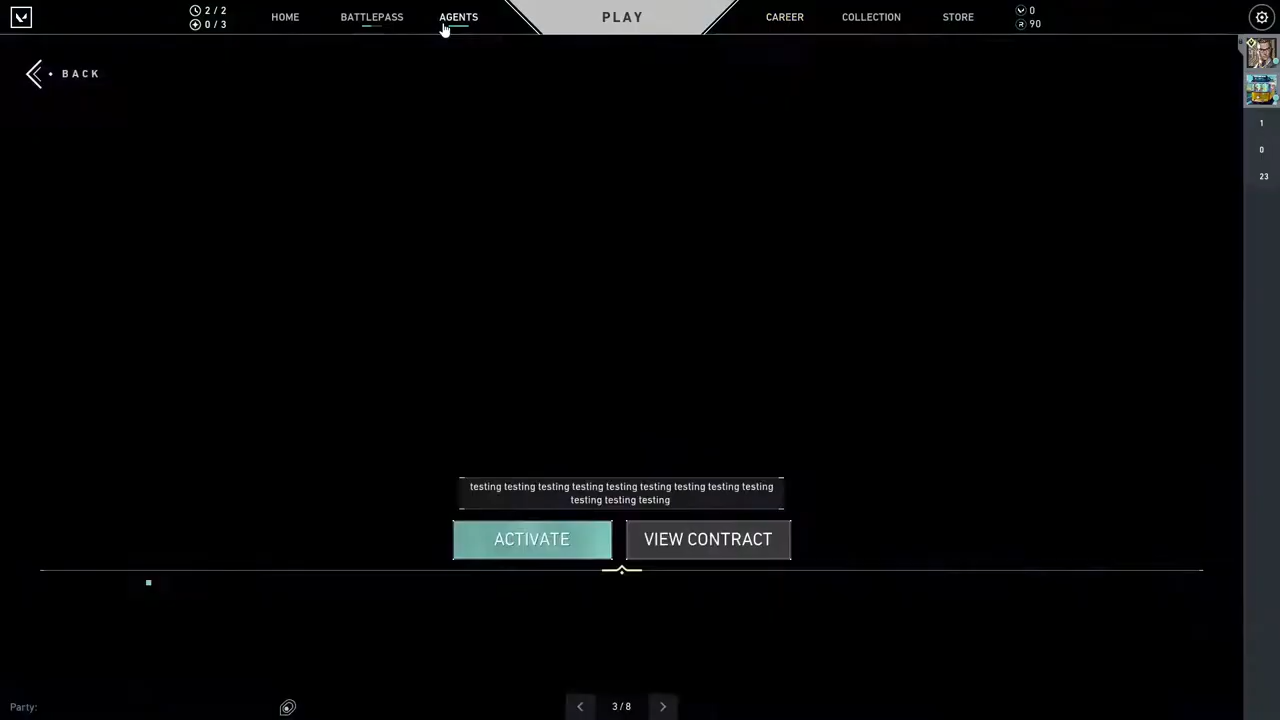 2 / 2
0 / 3
HOME
BATTLEPASS
AGENTS
PLAY
CAREER
COLLECTION
STORE
0
90
BACK
1
0
23
testing testing testing testing testing testing testing testing testing
testing testing testing
ACTIVATE
VIEW CONTRACT
Party:
3 / 8